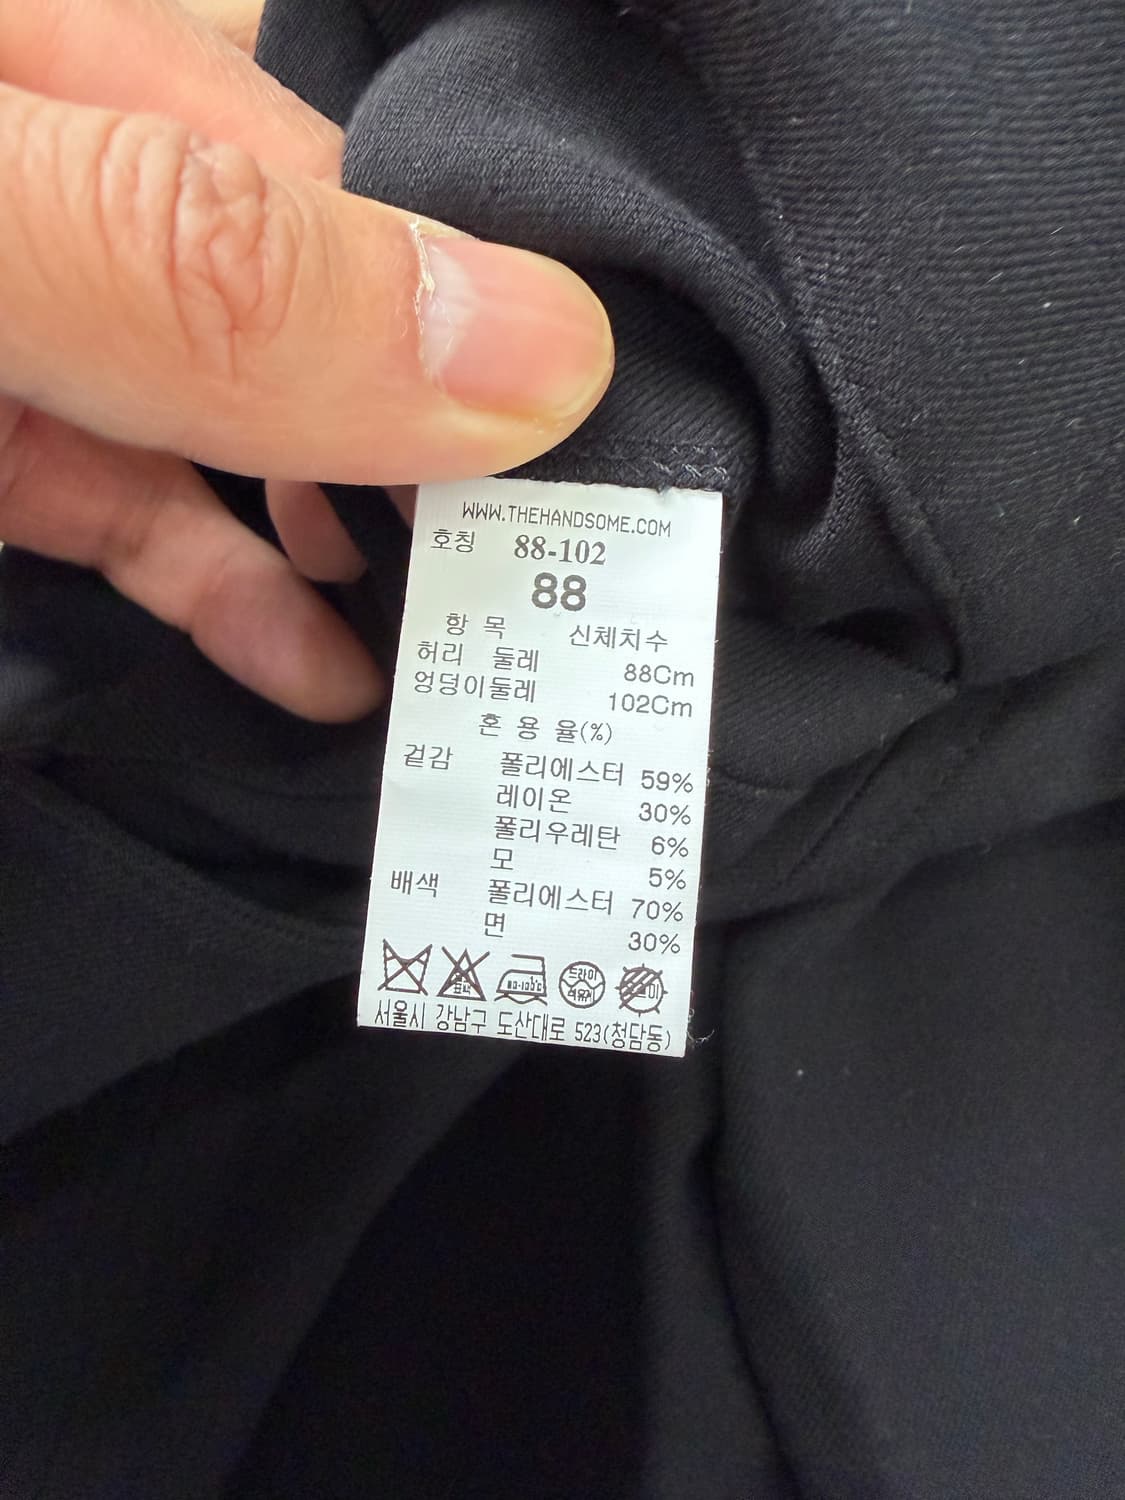 WWW.THEHANDSOME.COM
호칭 88-102
88
항 목 신체치수
허리 둘레 88Cm
엉덩이둘레 102Cm
혼 용 율(%)
겉감 폴리에스터 59%
레이온 30%
폴리우레탄 6%
모 5%
배색 폴리에스터 70%
면 30%
드라이
서울시 강남구 도산대로 523(청담동)